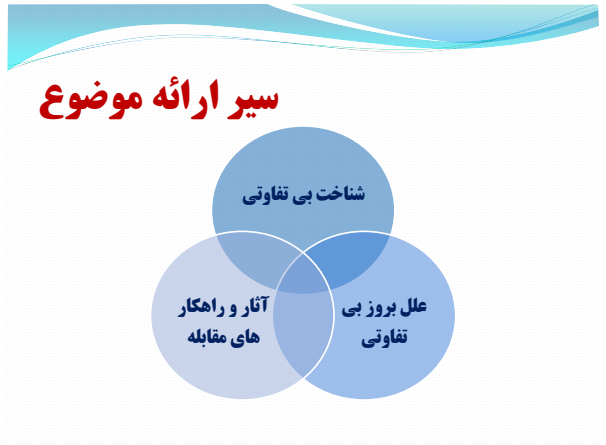 سیر ارائه موضوع
شناخت بی تفاوتی
علل بروز بی
تفاوتی
آثار و راهکار
های مقابله